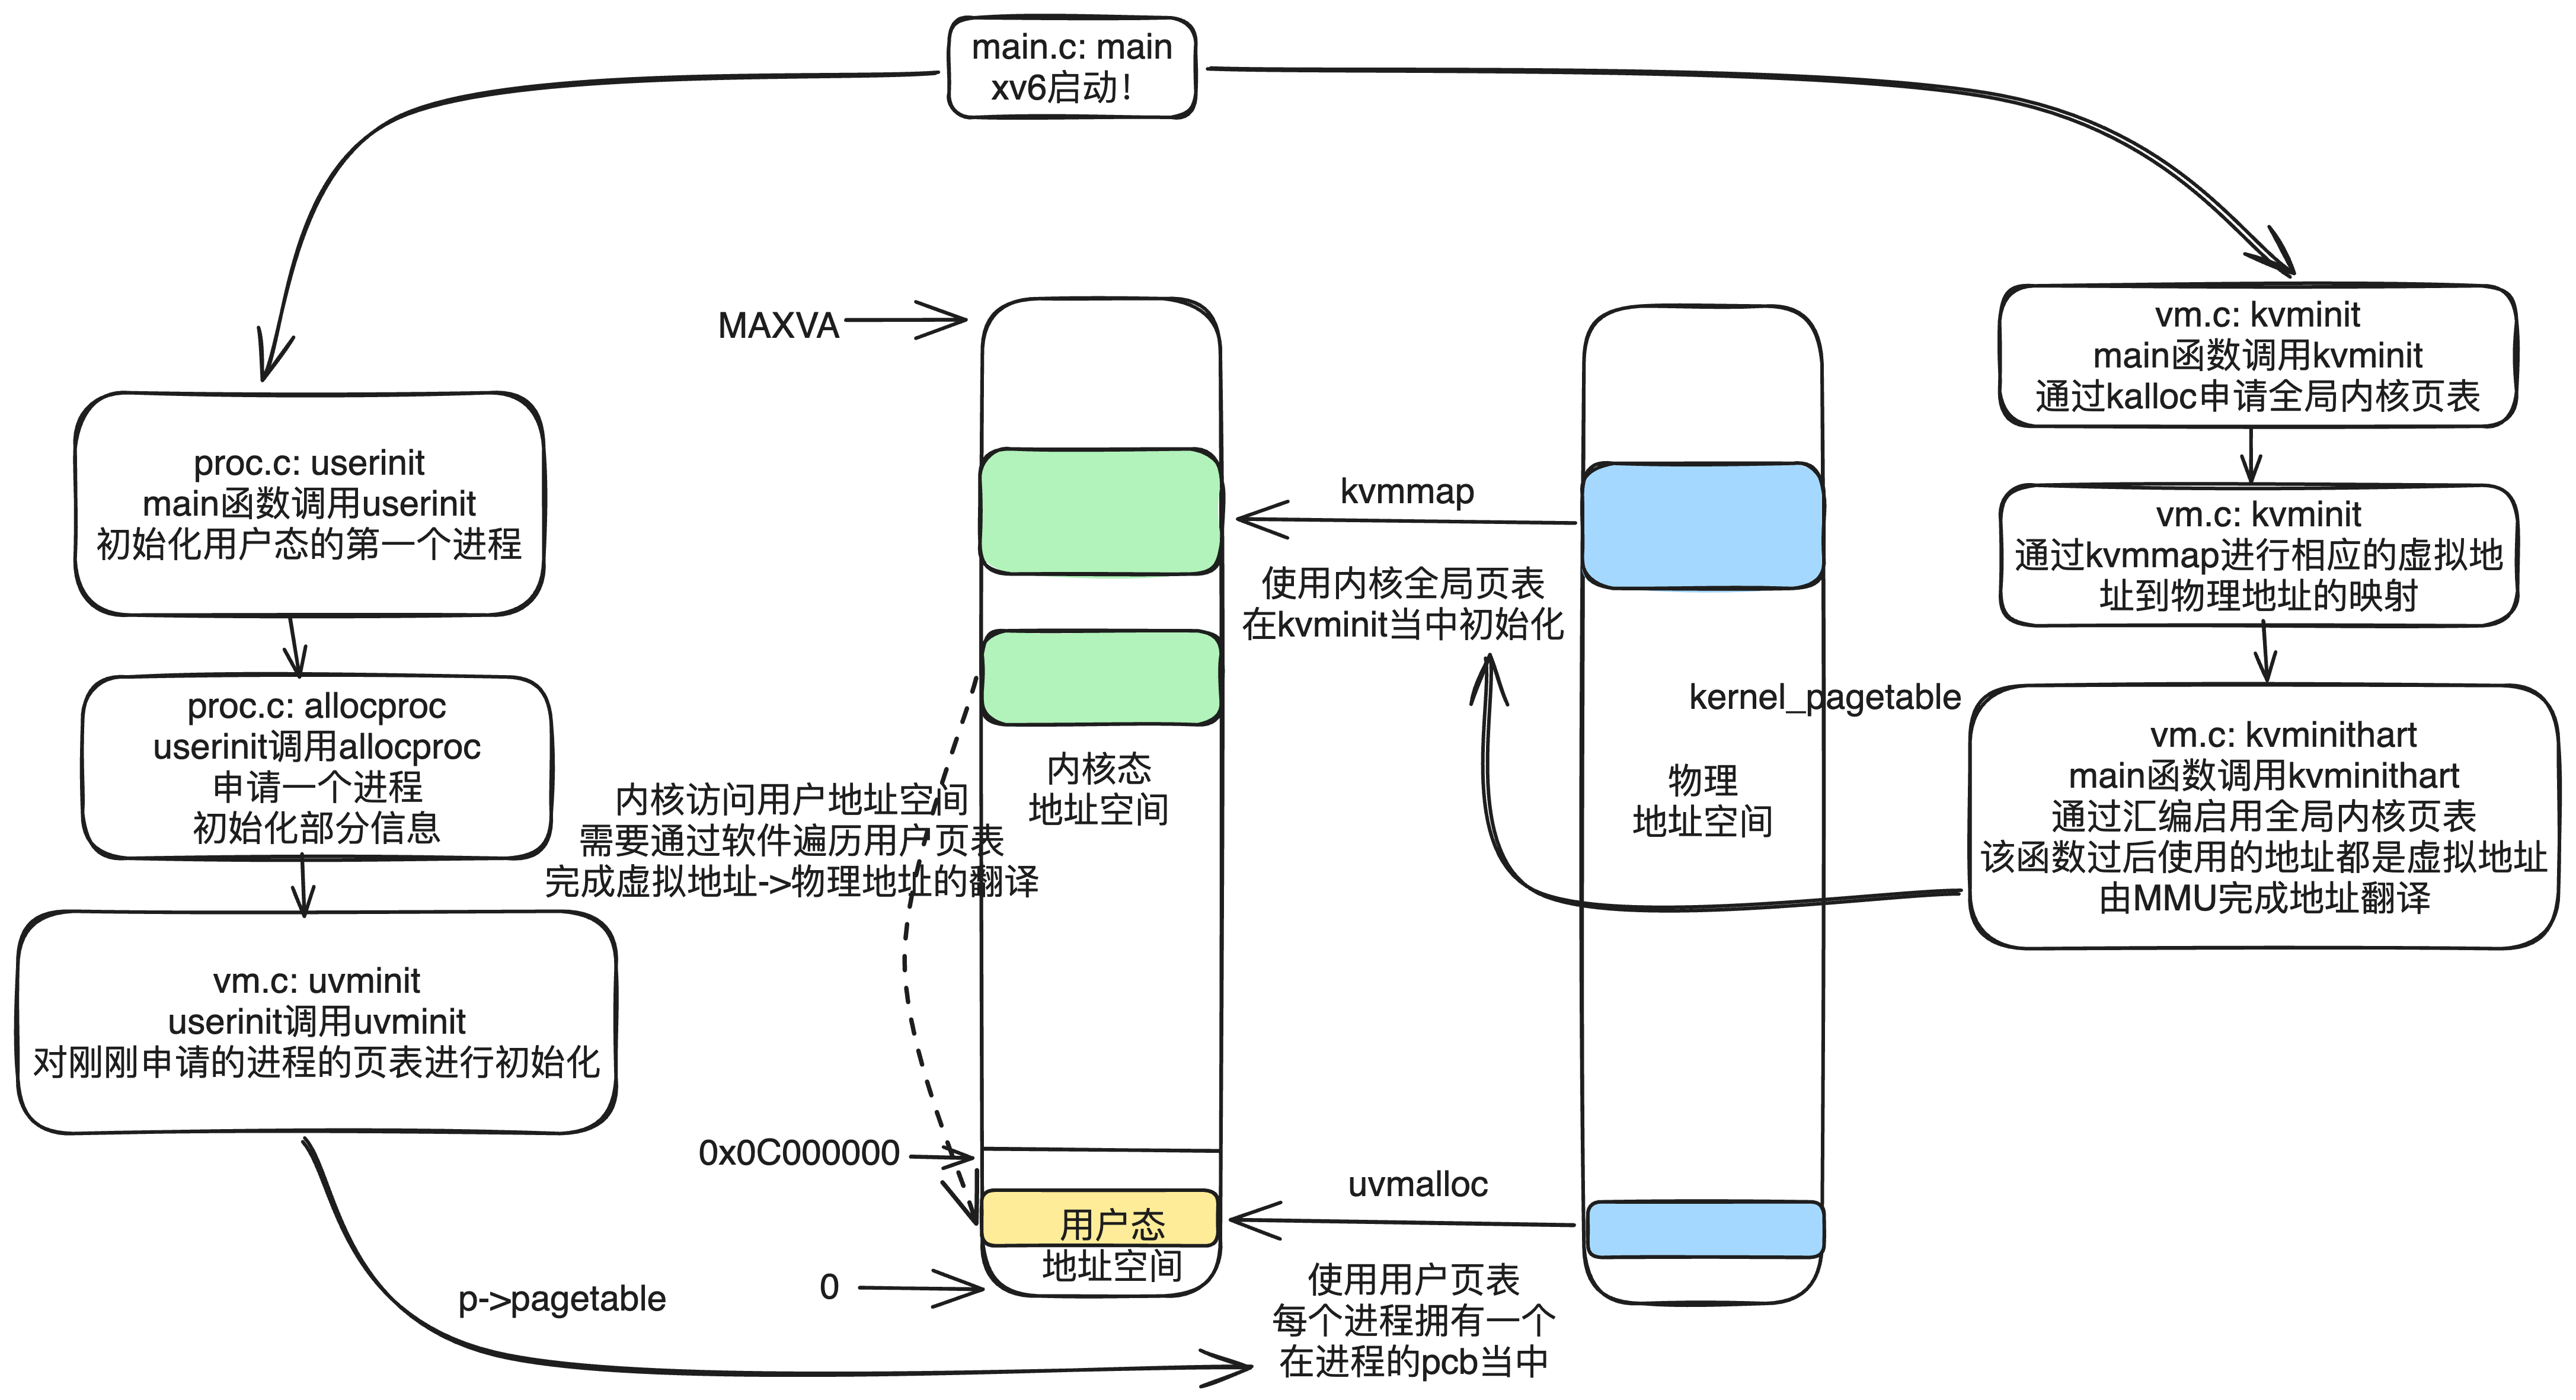 main.c: main
xv6启动！
MAXVA
vm.c: kvminit
main函数调用kvminit
通过kalloc申请全局内核页表
proc.c: userinit
main函数调用userinit
初始化用户态的第一个进程
kvmmap
使用内核全局页表
在kvminit当中初始化
vm.c: kvminit
通过kvmmap进行相应的虚拟地
址到物理地址的映射
kernel_pagetable
proc.c: allocproc
userinit调用allocproc
申请一个进程
初始化部分信息
内核访问用户地址空间
需要通过软件遍历用户页表
完成虚拟地址->物理地址的翻译
内核态
地址空间
物理
地址空间
vm.c: kvminithart
main函数调用kvminithart
通过汇编启用全局内核页表
该函数过后使用的地址都是虚拟地址
由MMU完成地址翻译
vm.c: uvminit
userinit调用uvminit
对刚刚申请的进程的页表进行初始化
0x0C000000
uvmalloc
用户态
地址空间
0
p->pagetable
使用用户页表
每个进程拥有一个
在进程的pcb当中